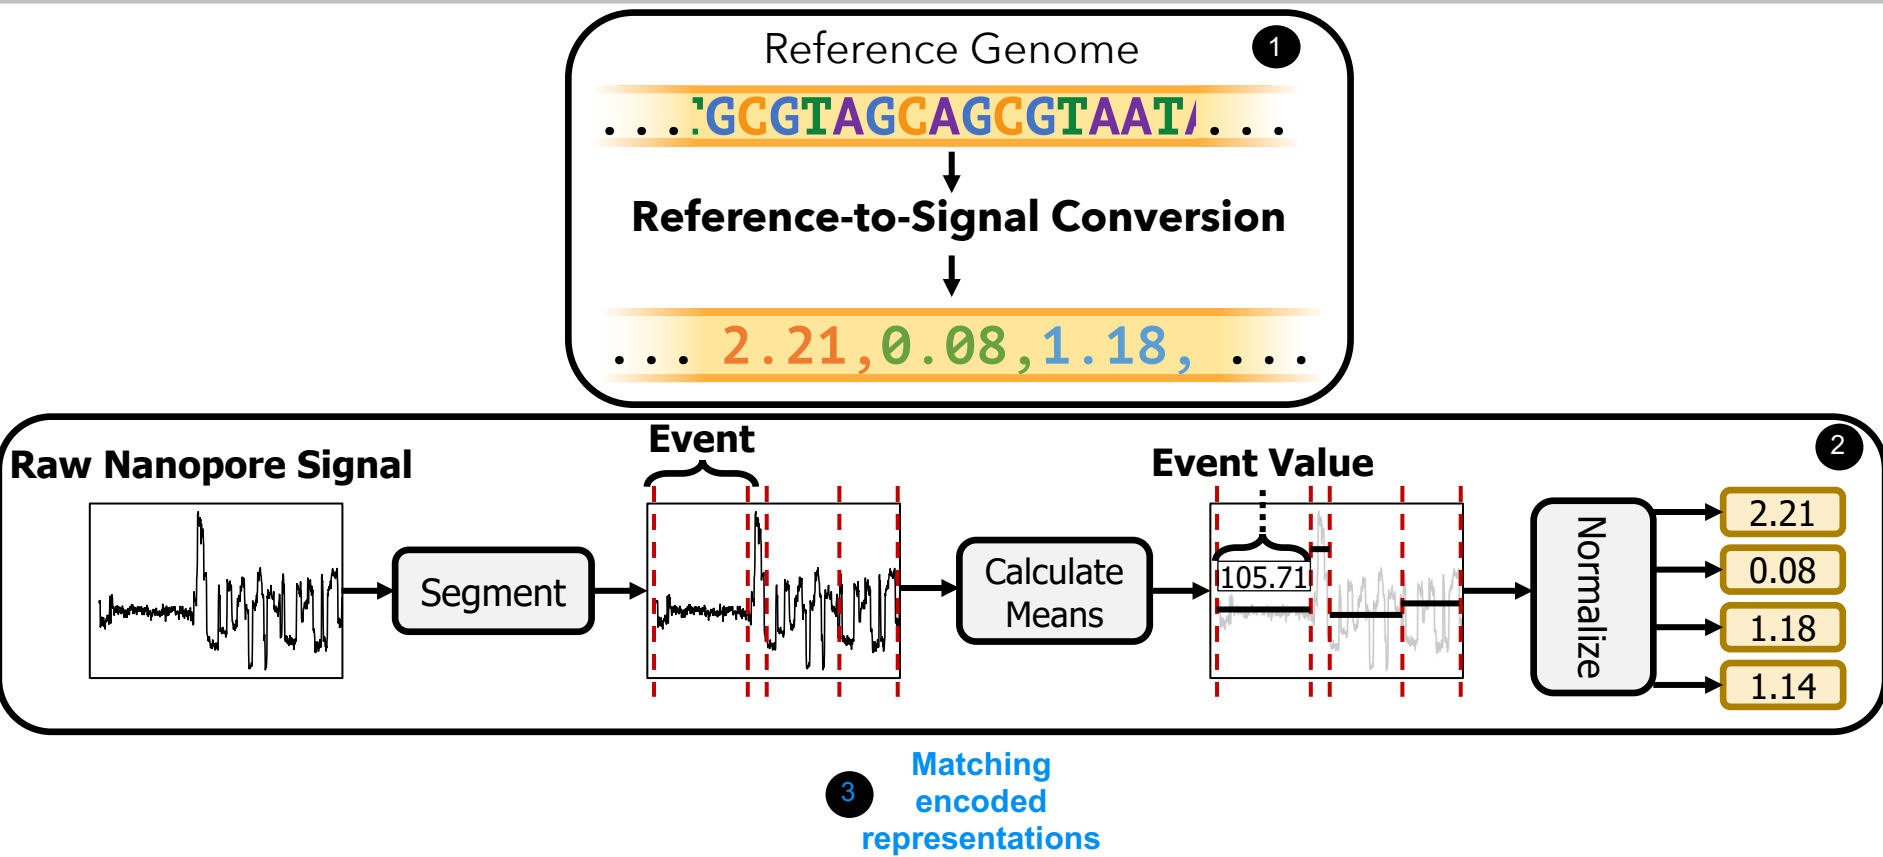 Reference Genome
1
. . . TGCGTAGCAGCGTAATA . . .
Reference-to-Signal Conversion
. . . 2.21,0.08,1.18, . . .
2
Raw Nanopore Signal
Event
Event Value
Segment
Calculate
Means
105.71
Normalize
2.21
0.08
1.18
1.14
3
Matching
encoded
representations